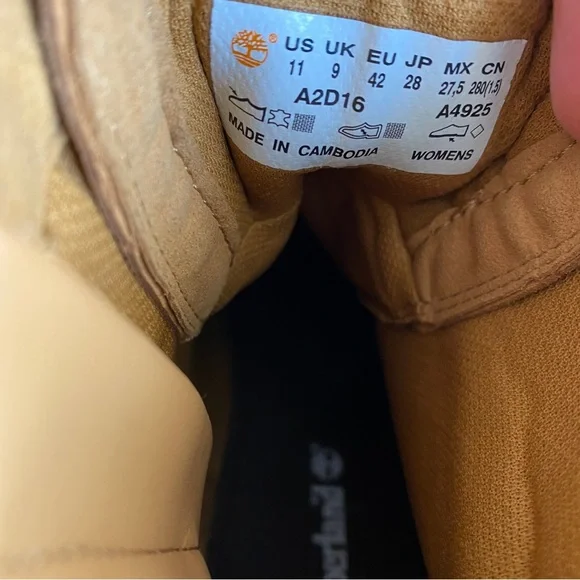 ® US UK EU JP MX CN
11 9 42 28 27,5 280(1.5)
A2D16 A4925
MADE IN CAMBODIA WOMENS